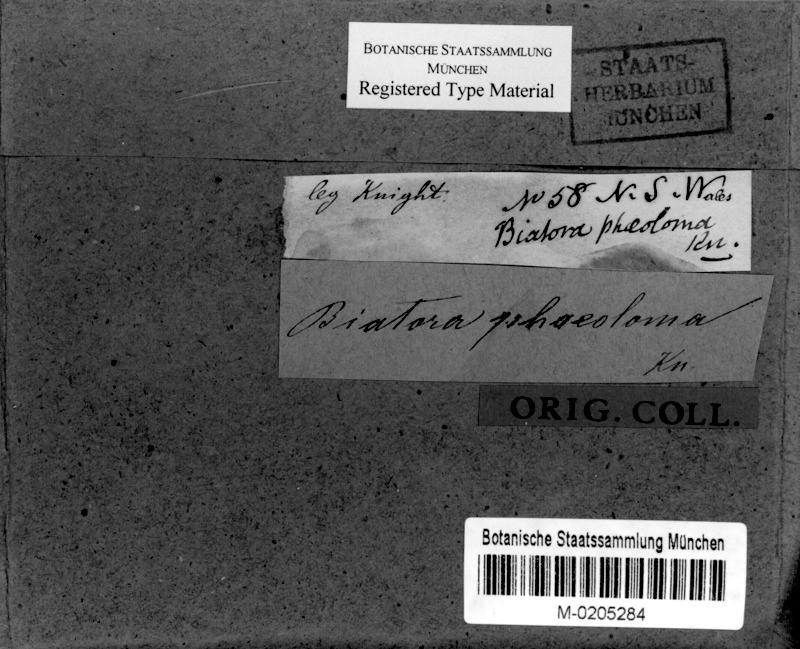 BOTANISCHE STAATSSAMMLUNG
MÜNCHEN
Registered Type Material
STAATS-
HERBARIUM
MÜNCHEN
leg Knight.
No 58 N. S. Wales
Biatora phæoloma
Kn.
Biatora phaeoloma
Kn.
ORIG. COLL.
Botanische Staatssammlung München
M-0205284